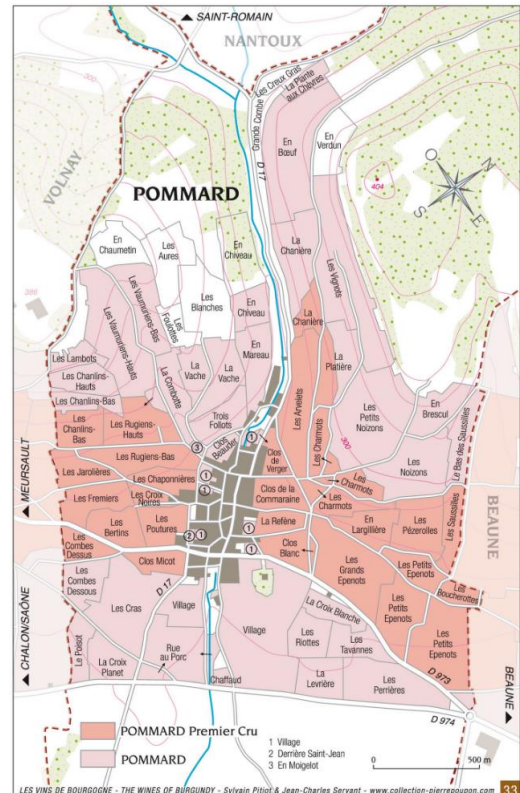 SAINT-ROMAIN
NANTOUX
Les Creux Gras
La Plante
aux Chèvres
Grande Combe
D 17
300
En
Bœuf
En
Verdun
VOLNAY
404
N
E
S
O
POMMARD
386
En
Chaumetin
Les
Aures
En
Chiveau
La
Chanière
Les Vignots
Les
Foulottes
Les
Blanches
En
Chiveau
La
Chanière
Les Vaumuriens-Bas
Les Vaumuriens-Hauts
En
Mareau
La
Platière
Les Lambots
Les Chanlins-
Hauts
La Combotte
La
Vache
La
Vache
Les Arvelets
Les Charmots
Les
Petits
Noizons
En
Brescul
Le Bas des Saussilles
Les Chanlins-Bas
Les
Chanlins-
Bas
Les Rugiens-
Hauts
Trois
Follots
Clos
Beauder
Clos
de
Verger
300
Les
Noizons
MEURSAULT
Les Rugiens-Bas
3
1
Les
Charmots
BEAUNE
Les Jarolières
Les Chaponnières
1
1
Clos de la
Commaraine
Les
Charmots
En
Largillière
Les
Pézerolles
Les Saussilles
Les Fremiers
Les Croix
Noires
La Refène
Les
Bertins
Les
Poutures
2
1
1
Clos
Blanc
Les
Combes
Dessus
Clos Micot
1
Les
Grands
Epenots
Les Petits
Epenots
Les
Boucherottes
Les
Combes
Dessous
D 17
Les Cras
Village
Village
La Croix Blanche
Les
Petits
Epenots
Les
Petits
Epenots
CHALON/SAÔNE
Le Poisot
Rue
au Porc
Les
Riottes
Les
Tavannes
D 973
La Croix
Planet
Chaffaud
La
Levrière
Les
Perrières
BEAUNE
D 974
POMMARD Premier Cru
POMMARD
1 Village
2 Derrière Saint-Jean
3 En Moigelot
0
500 m
LES VINS DE BOURGOGNE - THE WINES OF BURGUNDY - Sylvain Pitiot & Jean-Charles Servant - www.collection-pierrepoupon.com
33